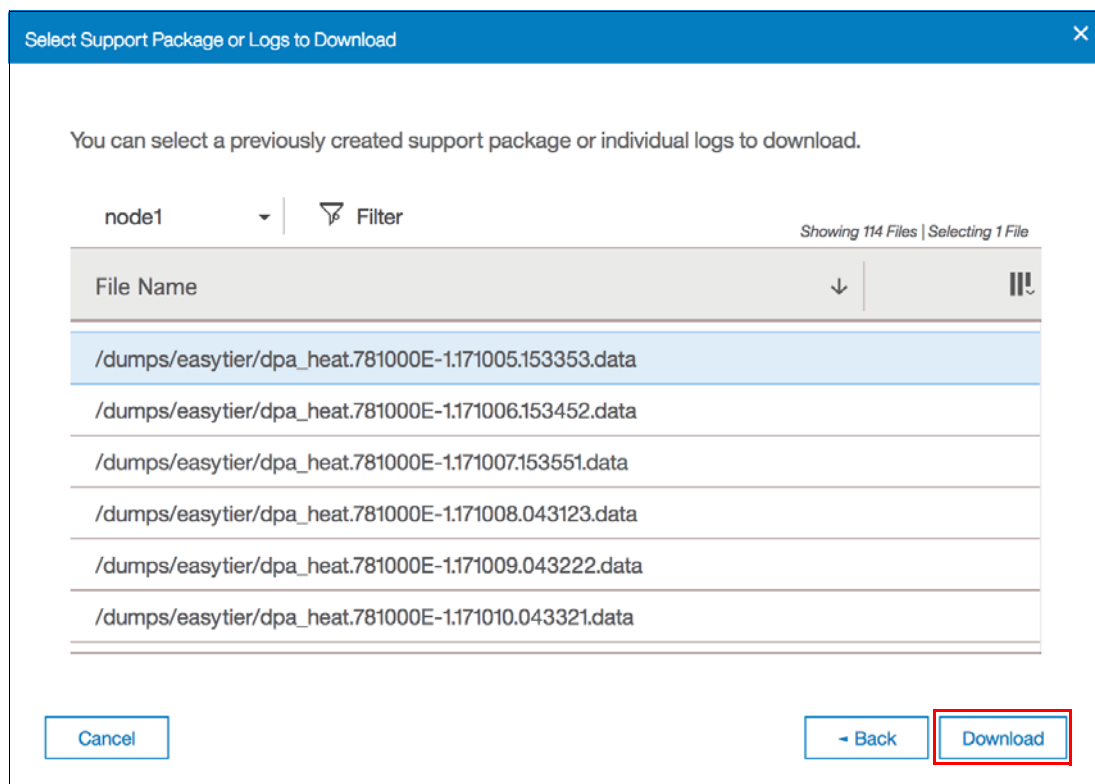 Select Support Package or Logs to Download
You can select a previously created support package or individual logs to download.
node1 Filter
Showing 114 Files | Selecting 1 File
File Name
/dumps/easytier/dpa_heat.781000E-1.171005.153353.data
/dumps/easytier/dpa_heat.781000E-1.171006.153452.data
/dumps/easytier/dpa_heat.781000E-1.171007.153551.data
/dumps/easytier/dpa_heat.781000E-1.171008.043123.data
/dumps/easytier/dpa_heat.781000E-1.171009.043222.data
/dumps/easytier/dpa_heat.781000E-1.171010.043321.data
Cancel Back Download